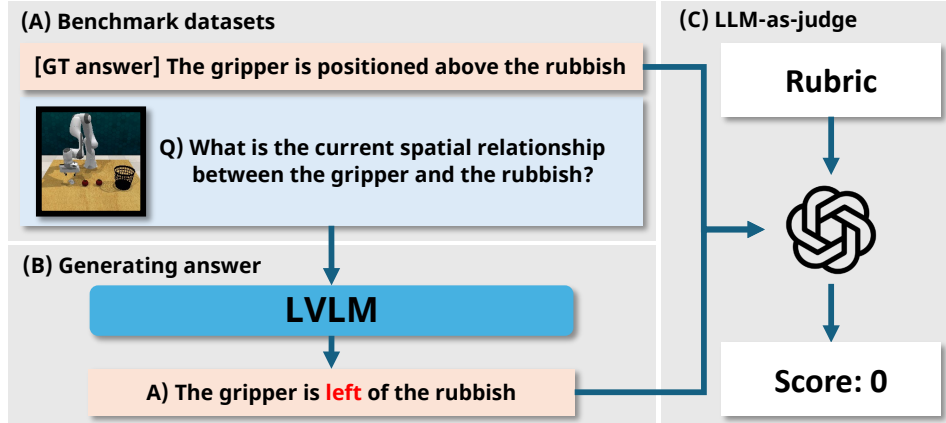 (A) Benchmark datasets
[GT answer] The gripper is positioned above the rubbish
Q) What is the current spatial relationship
between the gripper and the rubbish?
(B) Generating answer
LVLM
A) The gripper is left of the rubbish
(C) LLM-as-judge
Rubric
Score: 0